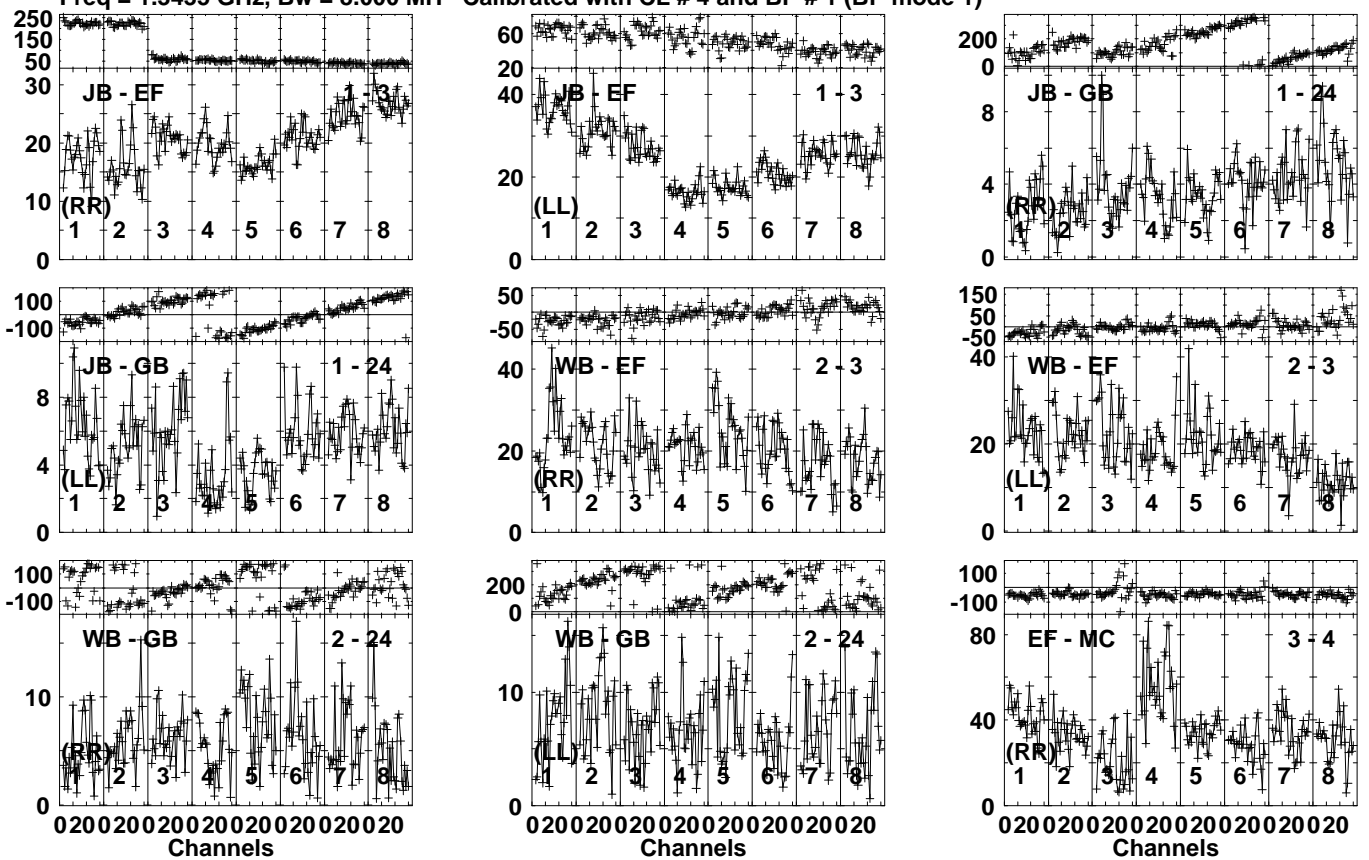 Freq = 1.3435 GHz, Bw = 8.000 MH Calibrated with CL # 4 and BP # 1 (BP mode 1)
250
150
50
30
20
10
0
JB - EF 1 - 3
(RR)
1 2 3 4 5 6 7 8
60
20
40
20
0
JB - EF 1 - 3
(LL)
1 2 3 4 5 6 7 8
200
0
8
4
0
JB - GB 1 - 24
(RR)
1 2 3 4 5 6 7 8
100
-100
8
4
0
JB - GB 1 - 24
(LL)
1 2 3 4 5 6 7 8
50
-50
40
20
0
WB - EF 2 - 3
(RR)
1 2 3 4 5 6 7 8
150
50
-50
40
20
0
WB - EF 2 - 3
(LL)
1 2 3 4 5 6 7 8
100
-100
10
0
WB - GB 2 - 24
(RR)
1 2 3 4 5 6 7 8
0 20 0 20 0 20 0 20 0 20 0 20 0 20 0 20
Channels
200
0
10
0
WB - GB 2 - 24
(LL)
1 2 3 4 5 6 7 8
0 20 0 20 0 20 0 20 0 20 0 20 0 20 0 20
Channels
100
-100
80
40
0
EF - MC 3 - 4
(RR)
1 2 3 4 5 6 7 8
0 20 0 20 0 20 0 20 0 20 0 20 0 20 0 20
Channels